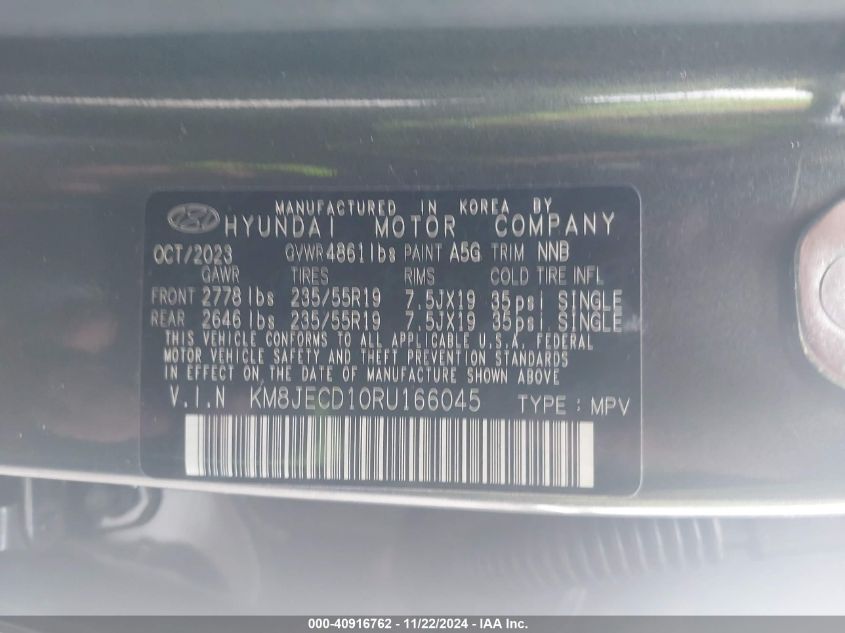 MANUFACTURED IN KOREA BY
HYUNDAI MOTOR COMPANY
OCT/2023 GVWR 4861lbs PAINT A5G TRIM NNB
GAWR TIRES RIMS COLD TIRE INFL
FRONT 2778 lbs 235/55R19 7.5JX19 35psi SINGLE
REAR 2646 lbs 235/55R19 7.5JX19 35psi SINGLE
THIS VEHICLE CONFORMS TO ALL APPLICABLE U.S.A. FEDERAL
MOTOR VEHICLE SAFETY AND THEFT PREVENTION STANDARDS
IN EFFECT ON THE DATE OF MANUFACTURE SHOWN ABOVE
V.I.N KM8JECD10RU166045 TYPE : MPV
000-40916762 - 11/22/2024 - IAA Inc.